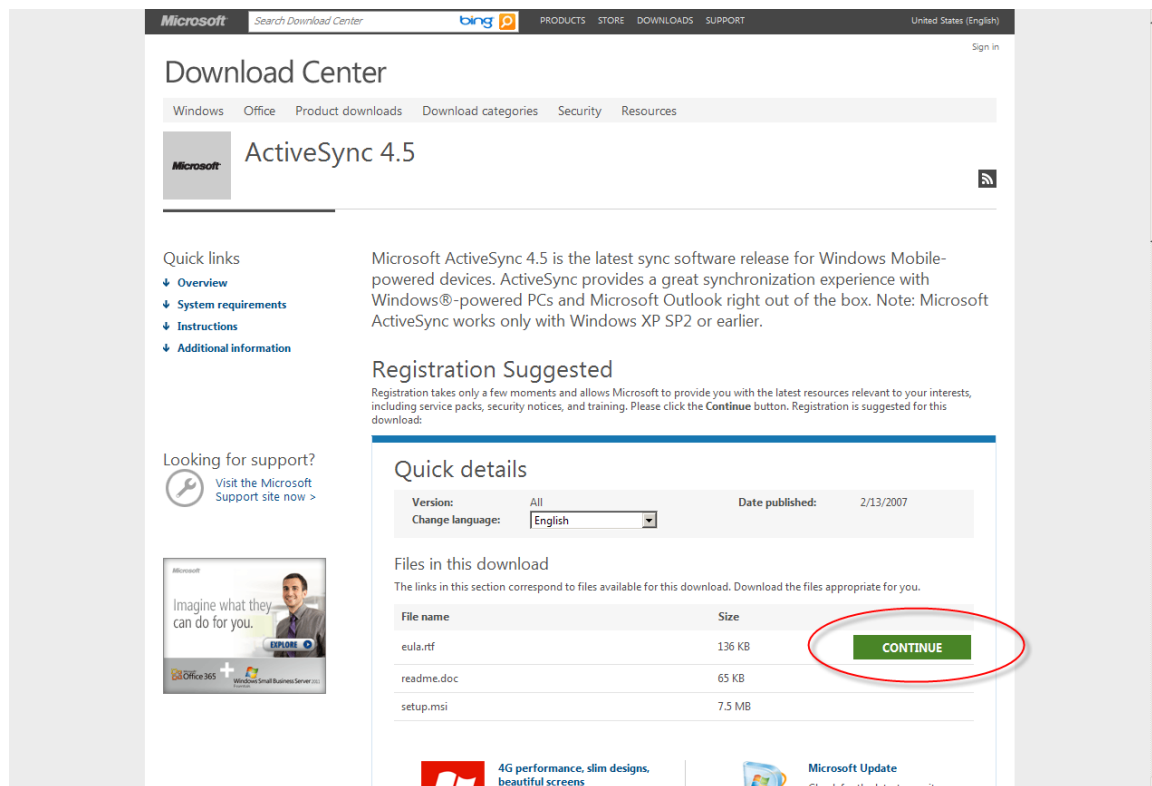 Microsoft Search Download Center bing PRODUCTS STORE DOWNLOADS SUPPORT United States (English)
Sign in
Download Center
Windows Office Product downloads Download categories Security Resources
Microsoft
ActiveSync 4.5
Quick links
Overview
System requirements
Instructions
Additional information
Microsoft ActiveSync 4.5 is the latest sync software release for Windows Mobile-
powered devices. ActiveSync provides a great synchronization experience with
Windows®-powered PCs and Microsoft Outlook right out of the box. Note: Microsoft
ActiveSync works only with Windows XP SP2 or earlier.
Registration Suggested
Registration takes only a few moments and allows Microsoft to provide you with the latest resources relevant to your interests,
including service packs, security notices, and training. Please click the Continue button. Registration is suggested for this
download:
Looking for support?
Visit the Microsoft
Support site now >
Microsoft
Imagine what they
can do for you.
EXPLORE
Office 365 + Windows Small Business Server
Quick details
Version: All Date published: 2/13/2007
Change language: English
Files in this download
The links in this section correspond to files available for this download. Download the files appropriate for you.
File name Size
eula.rtf 136 KB CONTINUE
readme.doc 65 KB
setup.msi 7.5 MB
4G performance, slim designs,
beautiful screens
Microsoft Update